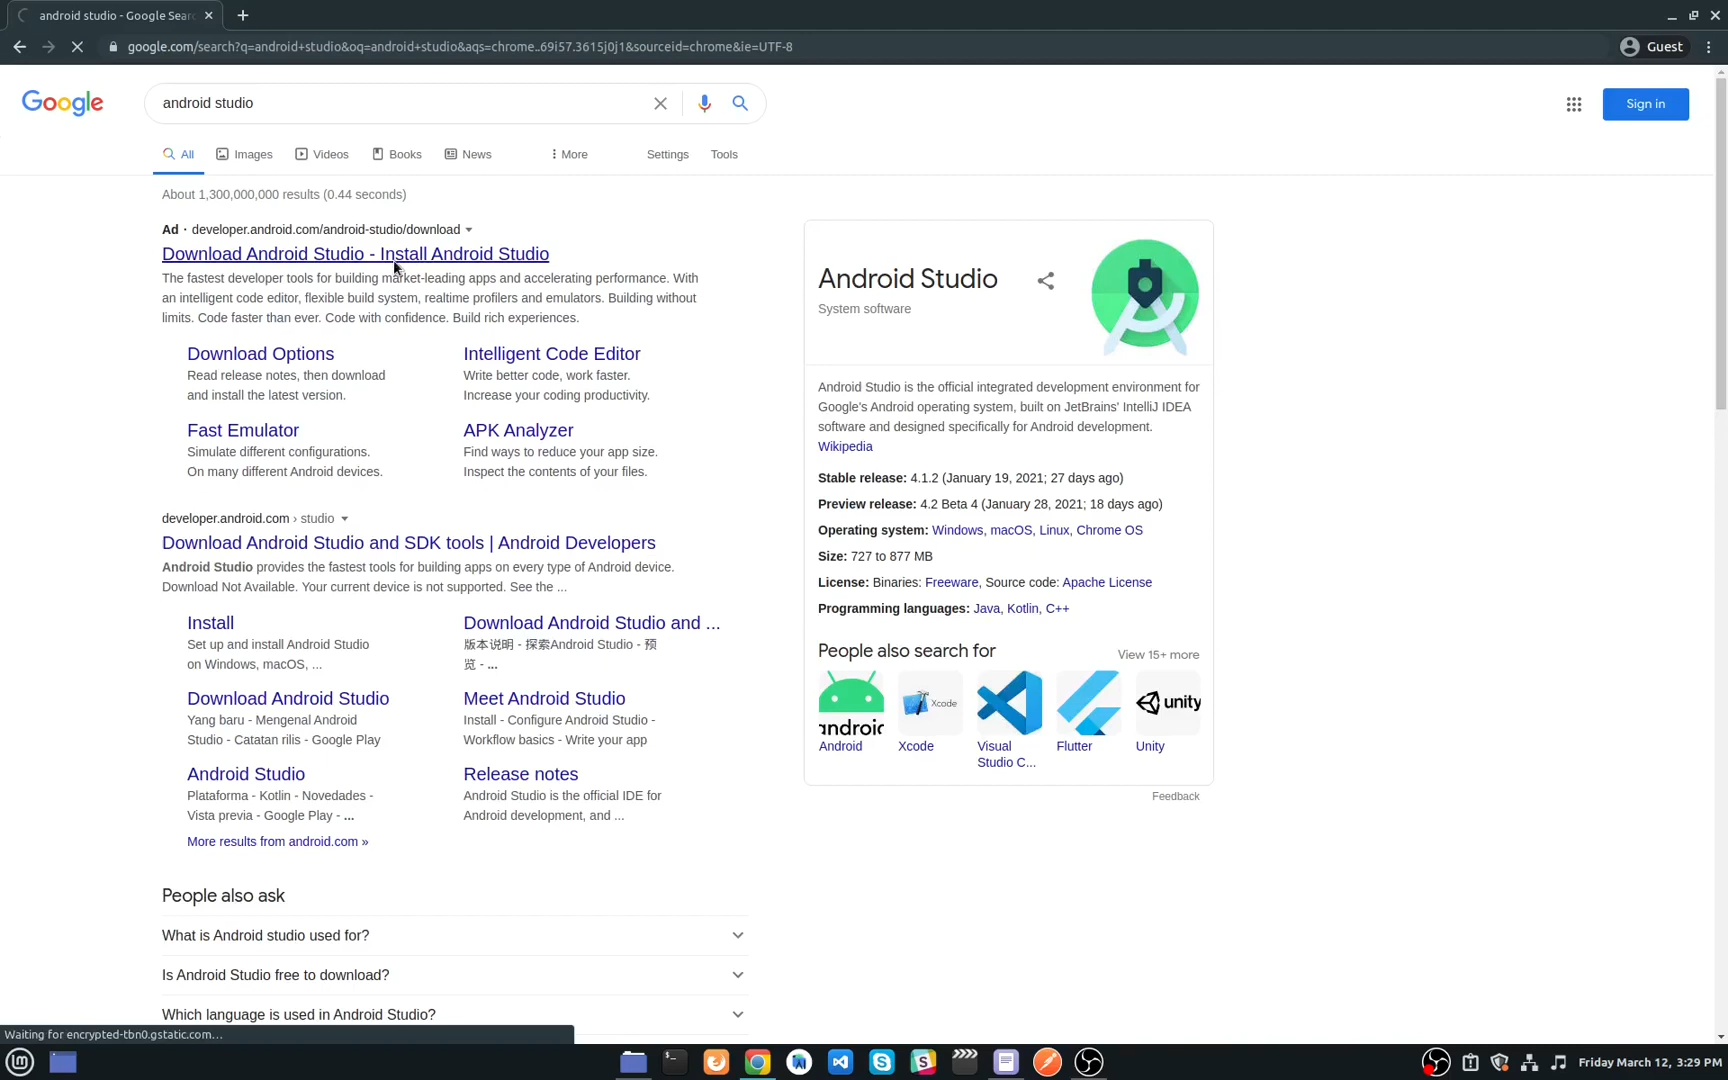 android studio - Google Sear
google.com/search?q=android+studio&oq=android+studio&aqs=chrome..69i57.3615j0j1&sourceid=chrome&ie=UTF-8
Guest
Google
android studio
Sign in
All
Images
Videos
Books
News
More
Settings
Tools
About 1,300,000,000 results (0.44 seconds)
Ad · developer.android.com/android-studio/download
Download Android Studio - Install Android Studio
The fastest developer tools for building market-leading apps and accelerating performance. With
an intelligent code editor, flexible build system, realtime profilers and emulators. Building without
limits. Code faster than ever. Code with confidence. Build rich experiences.
Download Options
Read release notes, then download
and install the latest version.
Intelligent Code Editor
Write better code, work faster.
Increase your coding productivity.
Fast Emulator
Simulate different configurations.
On many different Android devices.
APK Analyzer
Find ways to reduce your app size.
Inspect the contents of your files.
developer.android.com › studio
Download Android Studio and SDK tools | Android Developers
Android Studio provides the fastest tools for building apps on every type of Android device.
Download Not Available. Your current device is not supported. See the ...
Install
Set up and install Android Studio
on Windows, macOS, ...
Download Android Studio and ...
版本说明 - 探索Android Studio - 预
览 - ...
Download Android Studio
Yang baru - Mengenal Android
Studio - Catatan rilis - Google Play
Meet Android Studio
Install - Configure Android Studio -
Workflow basics - Write your app
Android Studio
Plataforma - Kotlin - Novedades -
Vista previa - Google Play - ...
Release notes
Android Studio is the official IDE for
Android development, and ...
More results from android.com »
People also ask
What is Android studio used for?
Is Android Studio free to download?
Which language is used in Android Studio?
Android Studio
System software
Android Studio is the official integrated development environment for
Google's Android operating system, built on JetBrains' IntelliJ IDEA
software and designed specifically for Android development.
Wikipedia
Stable release: 4.1.2 (January 19, 2021; 27 days ago)
Preview release: 4.2 Beta 4 (January 28, 2021; 18 days ago)
Operating system: Windows, macOS, Linux, Chrome OS
Size: 727 to 877 MB
License: Binaries: Freeware, Source code: Apache License
Programming languages: Java, Kotlin, C++
People also search for
View 15+ more
androic
Xcode
unity
Android
Xcode
Visual
Studio C...
Flutter
Unity
Feedback
Waiting for encrypted-tbn0.gstatic.com...
Friday March 12, 3:29 PM